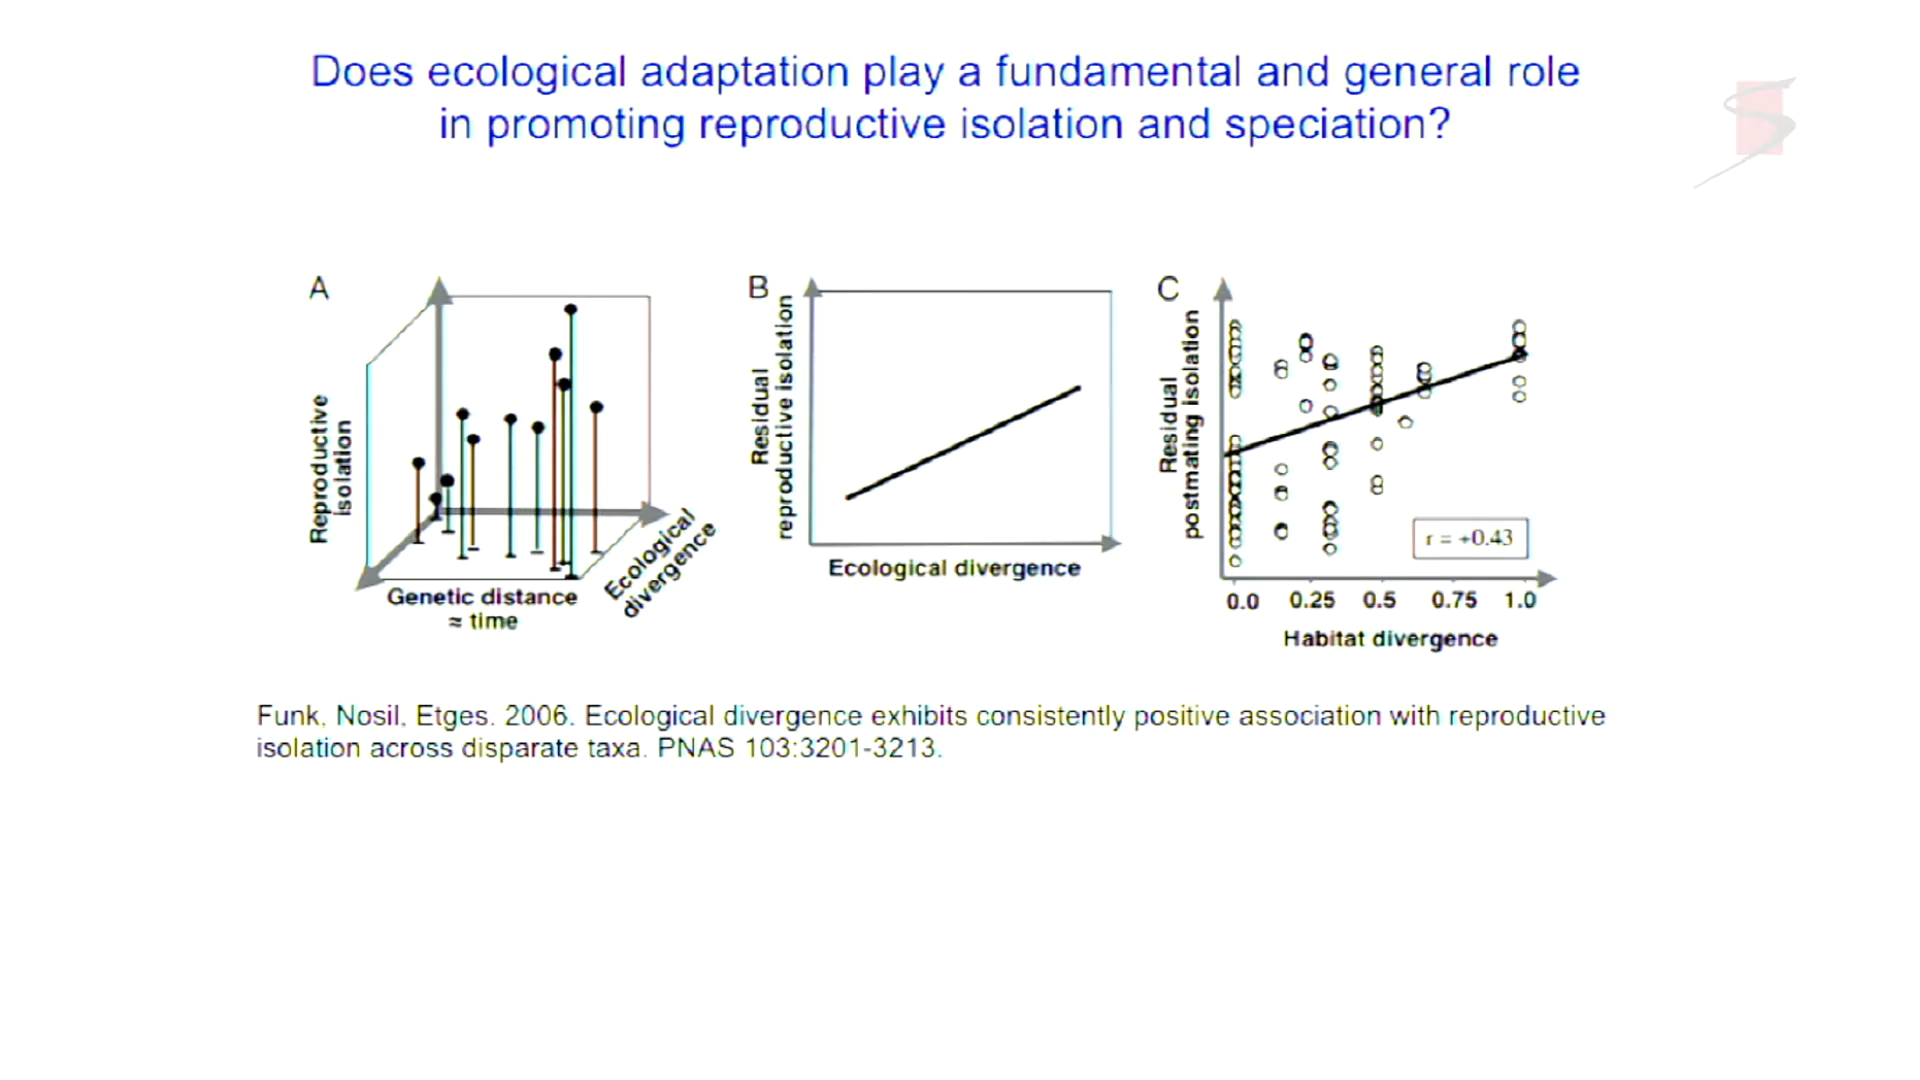 Does ecological adaptation play a fundamental and general role
in promoting reproductive isolation and speciation?
A
Reproductive
isolation
Genetic distance
≈ time
Ecological
divergence
B
Residual
reproductive isolation
Ecological divergence
C
Residual
postmating isolation
r = +0.43
0.0 0.25 0.5 0.75 1.0
Habitat divergence
Funk, Nosil, Etges. 2006. Ecological divergence exhibits consistently positive association with reproductive
isolation across disparate taxa. PNAS 103:3201-3213.